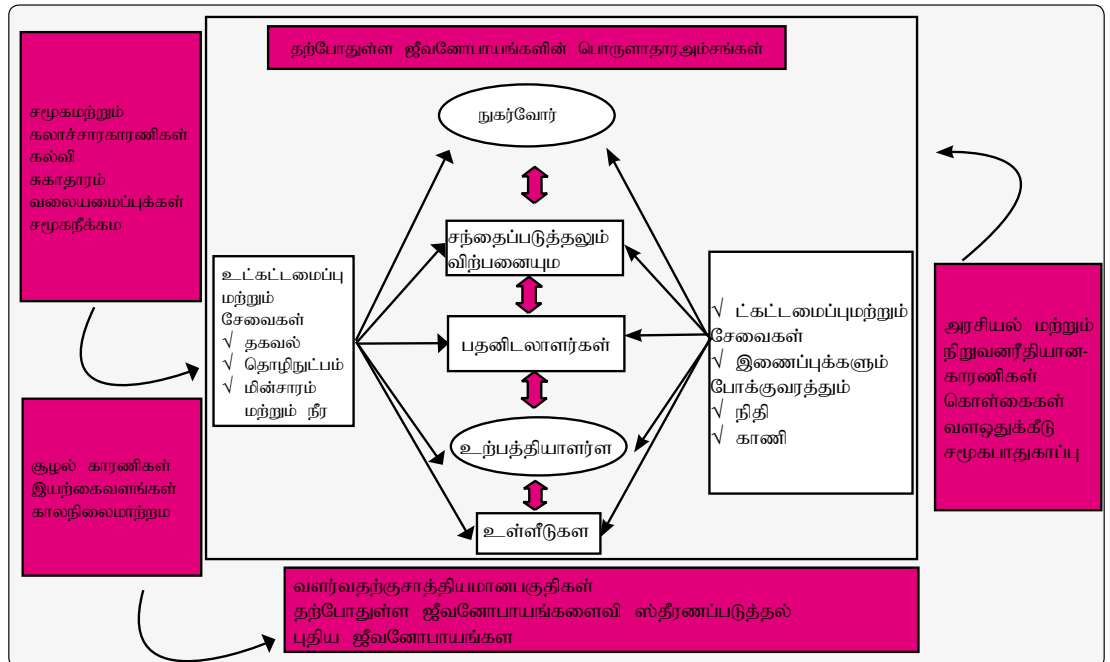 தற்போதுள்ள ஜீவனோபாயங்களின் பொருளாதாரஅம்சங்கள்
சமூகமற்றும்
கலாச்சாரகாரணிகள்
கல்வி
சுகாதாரம்
வலையமைப்புக்கள்
சமூகநீக்கம
நுகர்வோர்
சந்தைப்படுத்தலும்
விற்பனையும
உட்கட்டமைப்பு
மற்றும்
சேவைகள்
√ தகவல்
√ தொழிநுட்பம்
√ மின்சாரம்
மற்றும் நீர
பதனிடலாளர்கள்
√ ட்கட்டமைப்புமற்றும்
சேவைகள்
√ இணைப்புக்களும்
போக்குவரத்தும்
√ நிதி
√ காணி
அரசியல் மற்றும்
நிறுவனரீதியான-
காரணிகள்
கொள்கைகள்
வளஒதுக்கீடு
சமூகபாதுகாப்பு
உற்பத்தியாளர்ள
சூழல் காரணிகள்
இயற்கைவளங்கள்
காலநிலைமாற்றம
உள்ளீடுகள
வளர்வதற்குசாத்தியமானபகுதிகள்
தற்போதுள்ள ஜீவனோபாயங்களைவி ஸ்தீரணப்படுத்தல்
புதிய ஜீவனோபாயங்கள